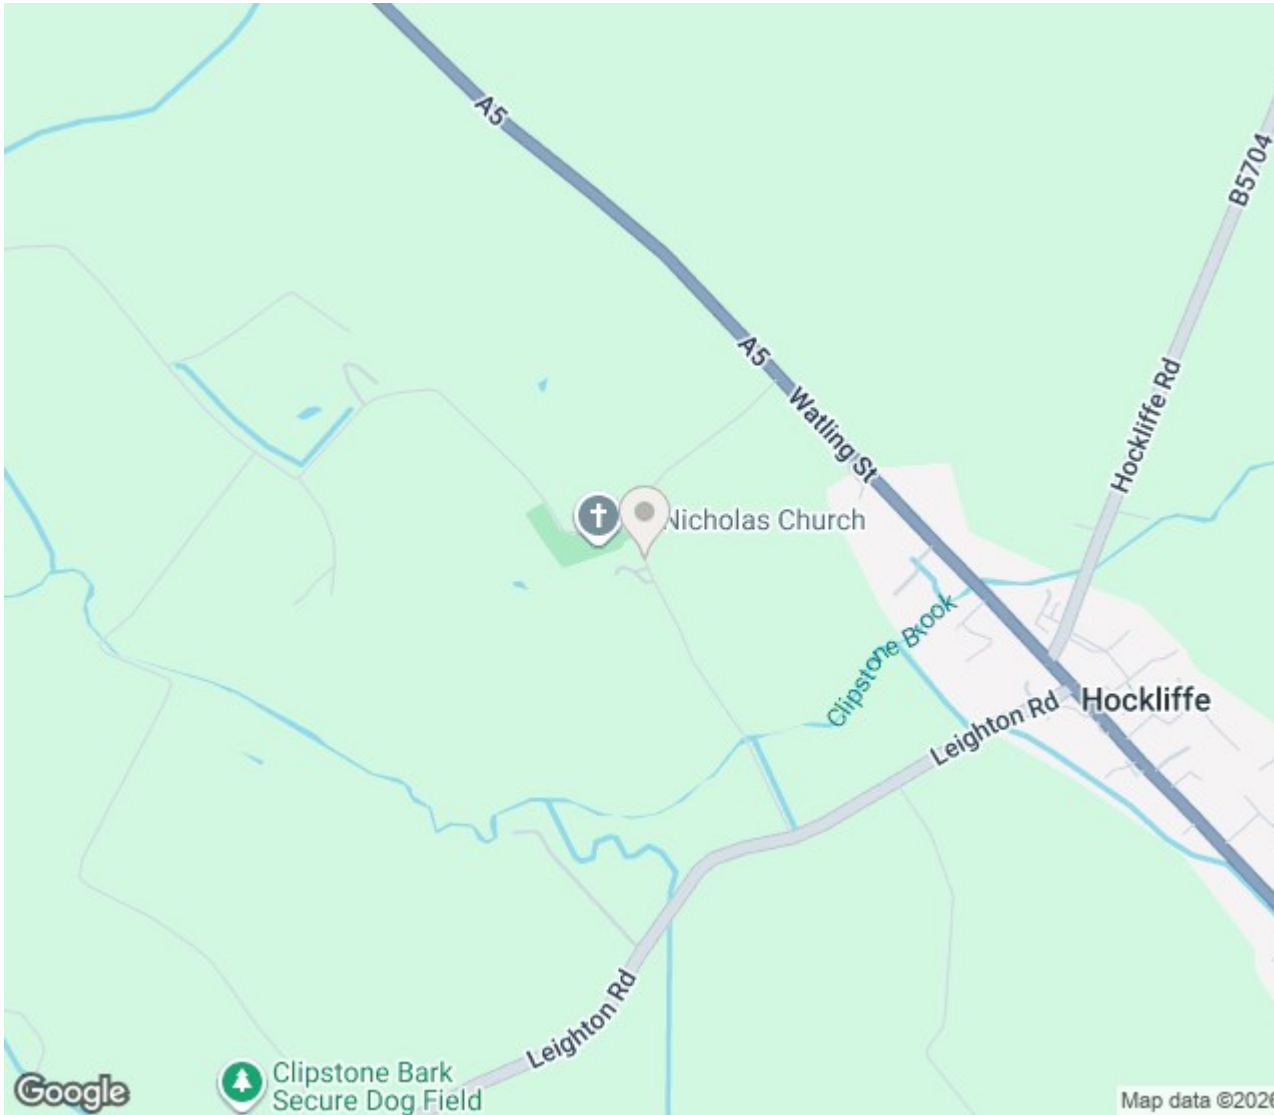 A5
B5704
A5
Watling St
Hockliffe Rd
Nicholas Church
Clipstone Brook
Hockliffe
Leighton Rd
Leighton Rd
Clipstone Bark
Secure Dog Field
Google
Map data ©2026